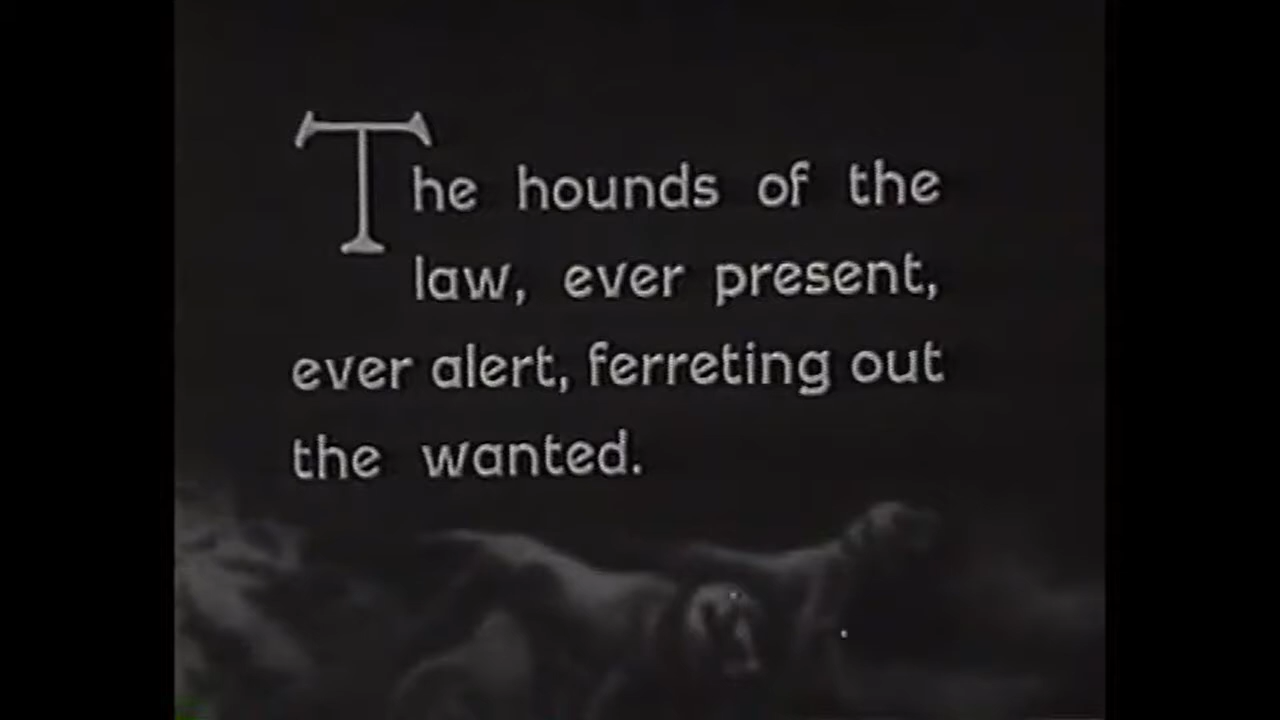 The hounds of the
law, ever present,
ever alert, ferreting out
the wanted.